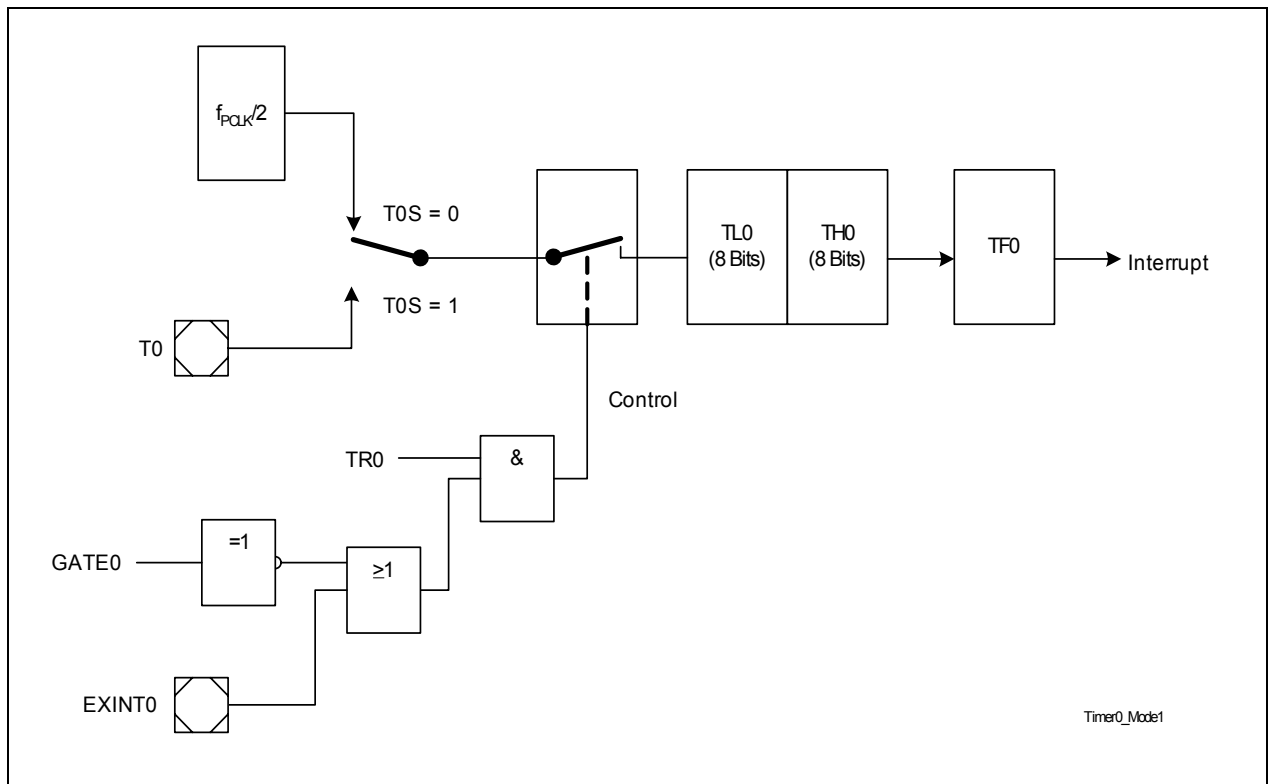 f_PCLK/2
T0S = 0
TL0
(8 Bits)
TH0
(8 Bits)
TF0
Interrupt
T0S = 1
T0
Control
TR0
&
=1
GATE0
≥1
EXINT0
Timer0_Mode1